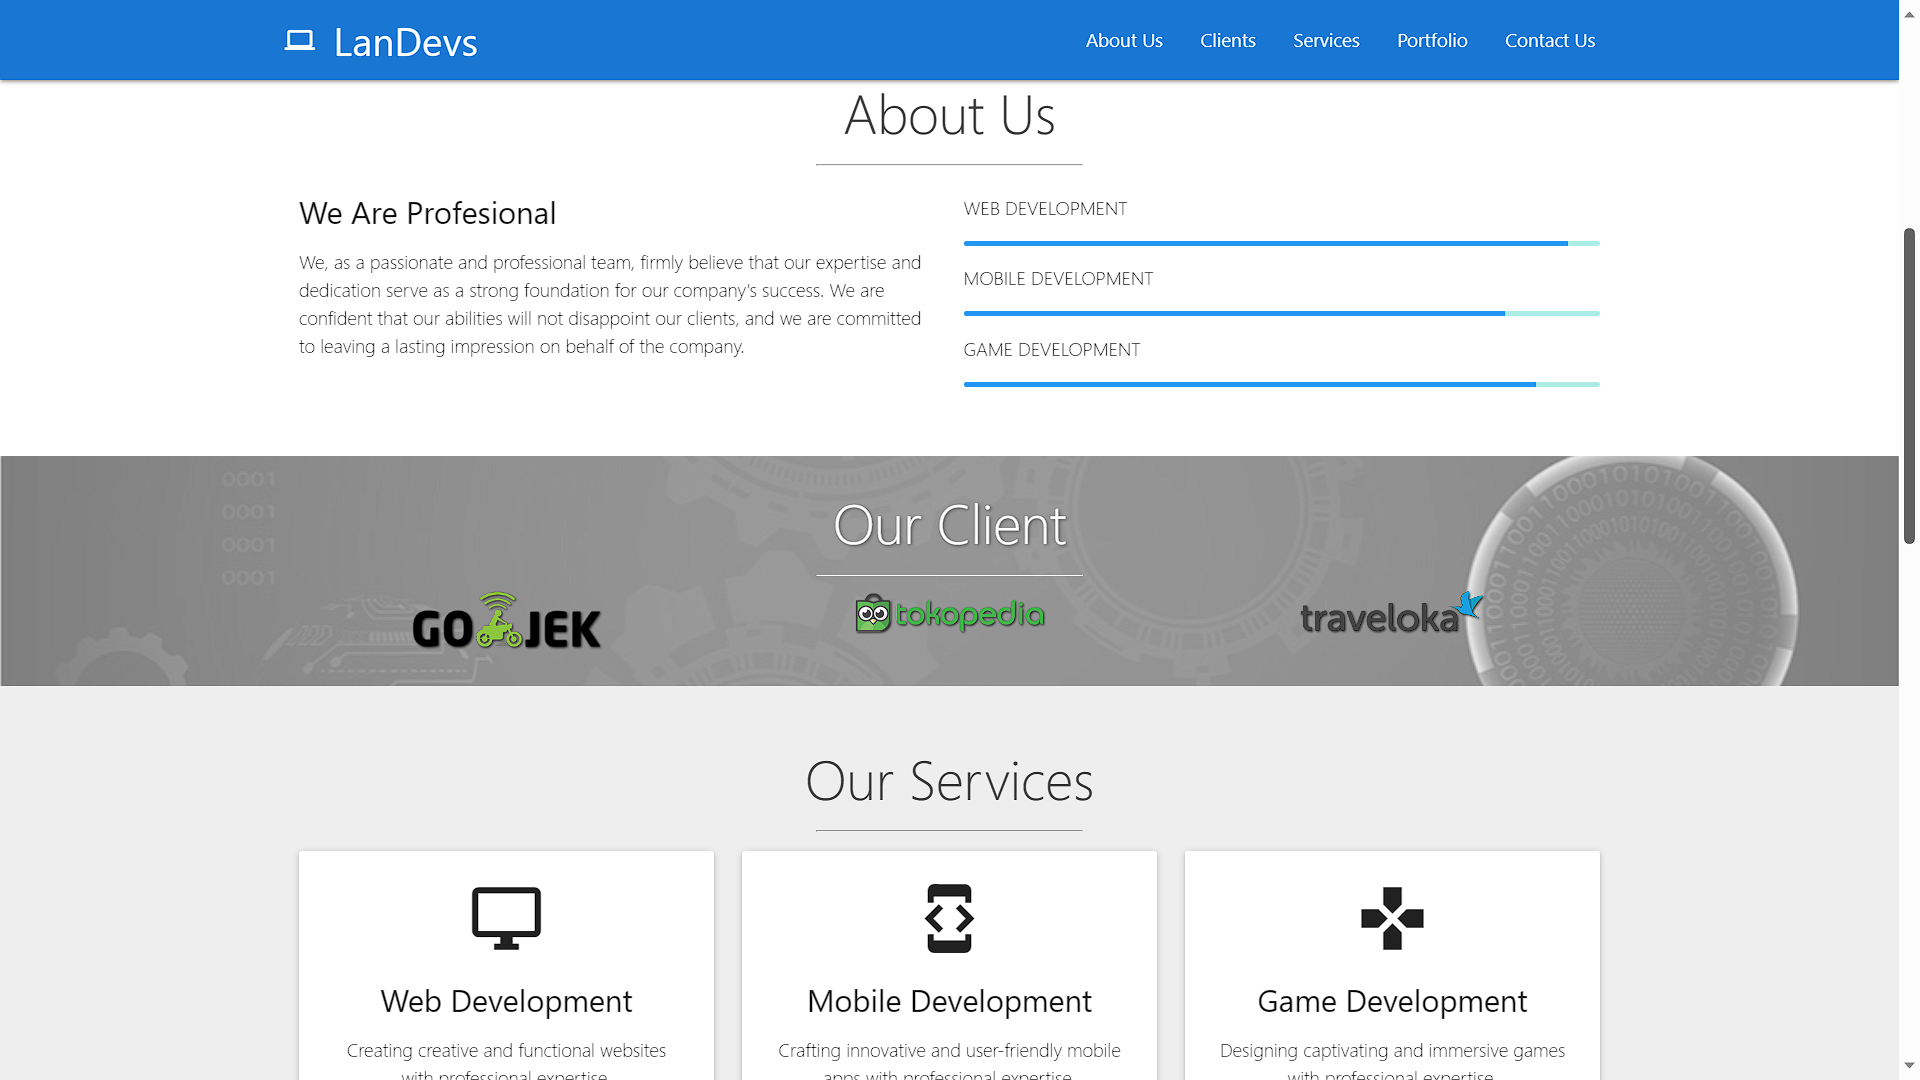 LanDevs
About Us
Clients
Services
Portfolio
Contact Us
About Us
We Are Profesional
We, as a passionate and professional team, firmly believe that our expertise and
dedication serve as a strong foundation for our company's success. We are
confident that our abilities will not disappoint our clients, and we are committed
to leaving a lasting impression on behalf of the company.
WEB DEVELOPMENT
MOBILE DEVELOPMENT
GAME DEVELOPMENT
0001
0001
0001
0001
Our Client
GO JEK
tokopedia
traveloka
Our Services
Web Development
Creating creative and functional websites
with professional expertise
Mobile Development
Crafting innovative and user-friendly mobile
apps with professional expertise
Game Development
Designing captivating and immersive games
with professional expertise